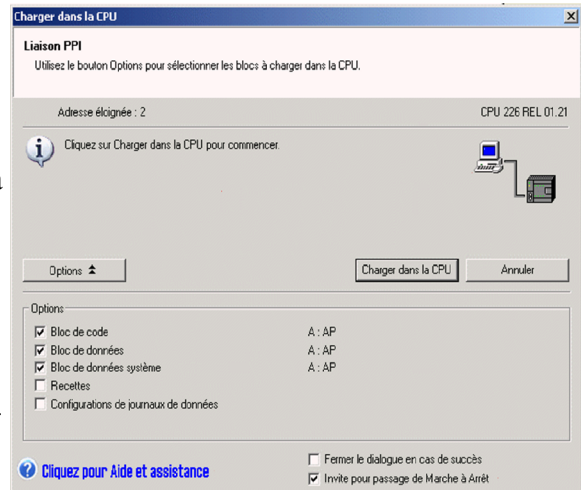 Charger dans la CPU
Liaison PPI
Utilisez le bouton Options pour sélectionner les blocs à charger dans la CPU.
Adresse éloignée : 2 CPU 226 REL 01.21
Cliquez sur Charger dans la CPU pour commencer.
Options Charger dans la CPU Annuler
Options
Bloc de code A : AP
Bloc de données A : AP
Bloc de données système A : AP
Recettes
Configurations de journaux de données
Fermer le dialogue en cas de succès
Cliquez pour Aide et assistance
Invite pour passage de Marche à Arrêt